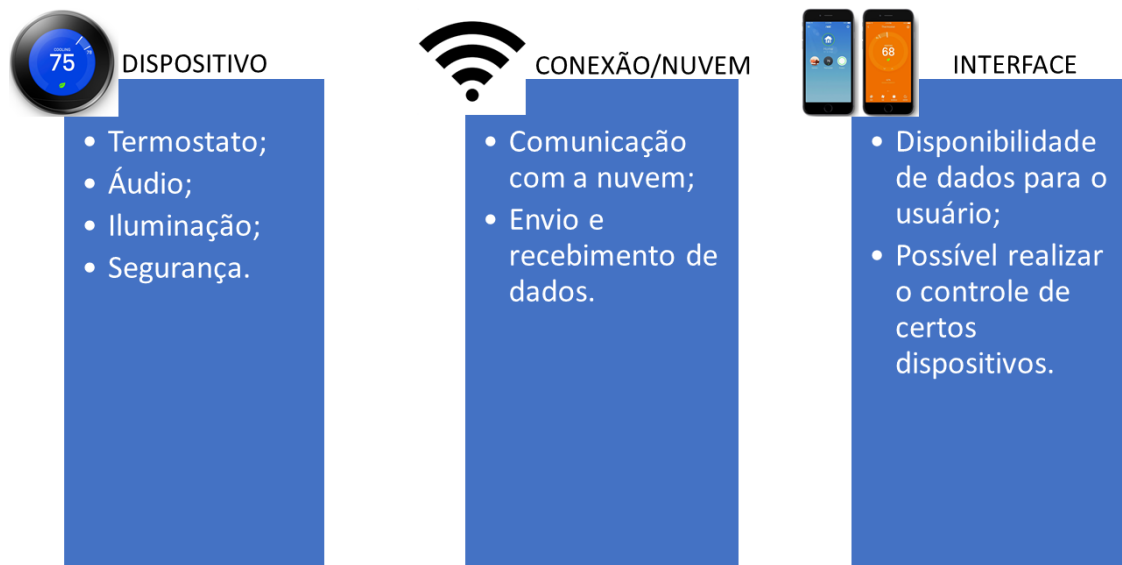 COOLING
75
DISPOSITIVO
• Termostato;
• Áudio;
• Iluminação;
• Segurança.
CONEXÃO/NUVEM
• Comunicação
com a nuvem;
• Envio e
recebimento de
dados.
68
INTERFACE
• Disponibilidade
de dados para o
usuário;
• Possível realizar
o controle de
certos
dispositivos.